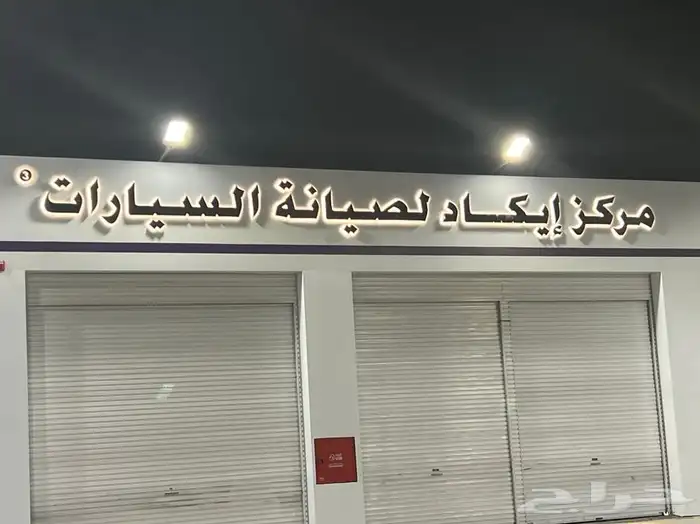 مركز إيكاد لصيانة السيارات
حراج